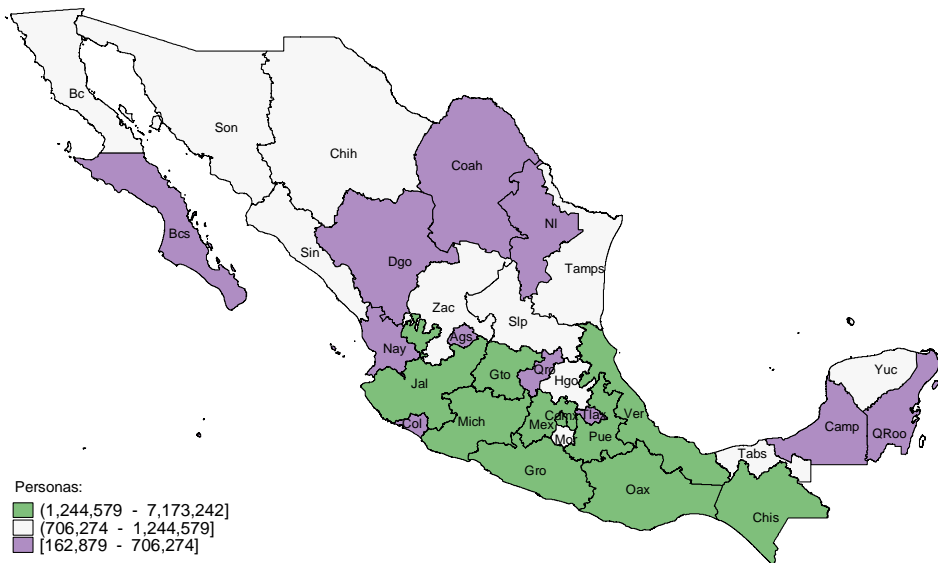 Bc
Son
Chih
Coah
Bcs
Nl
Sin
Dgo
Tamps
Zac
Slp
Nay
Ags
Yuc
Gto
Qro
Hgo
Jal
Col
Mich
Mex
Cdmx
Tlax
Ver
Mo
Pue
Camp
QRoo
Tabs
Gro
Oax
Chis
Personas:
(1,244,579 - 7,173,242]
(706,274 - 1,244,579]
[162,879 - 706,274]